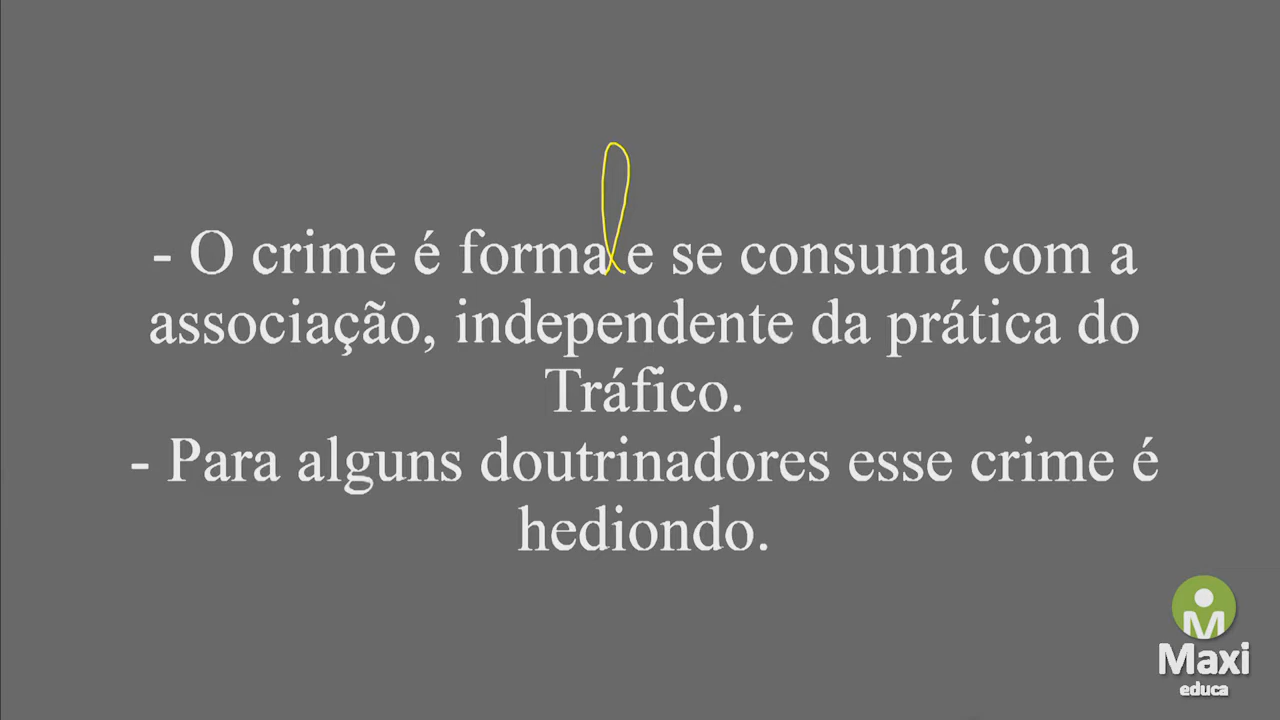 - O crime é formal e se consuma com a
associação, independente da prática do
Tráfico.
- Para alguns doutrinadores esse crime é
hediondo.
M
Maxi
educa